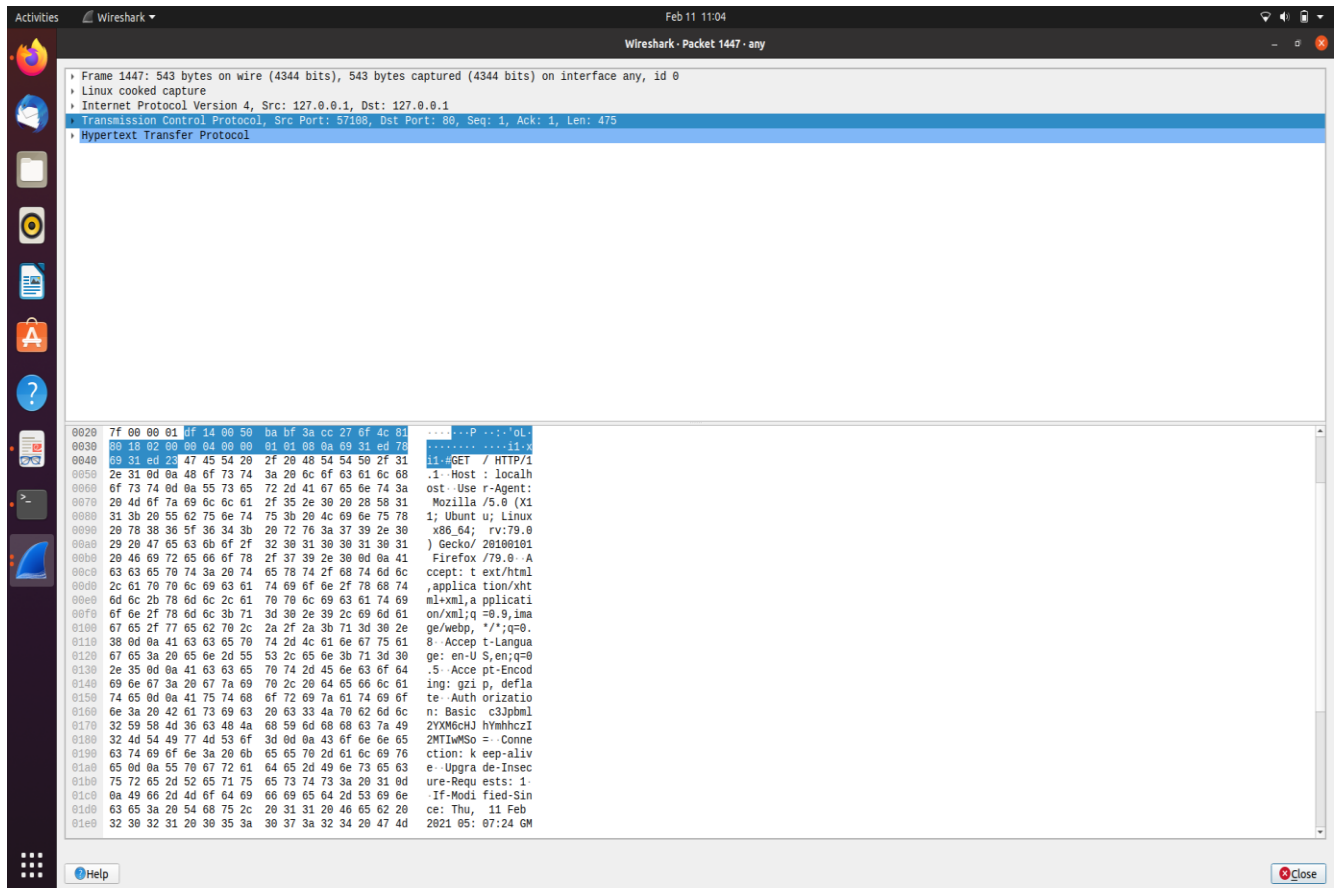 Activities Wireshark Feb 11 11:04
Wireshark · Packet 1447 · any
Frame 1447: 543 bytes on wire (4344 bits), 543 bytes captured (4344 bits) on interface any, id 0
Linux cooked capture
Internet Protocol Version 4, Src: 127.0.0.1, Dst: 127.0.0.1
Transmission Control Protocol, Src Port: 57108, Dst Port: 80, Seq: 1, Ack: 1, Len: 475
Hypertext Transfer Protocol
0020 7f 00 00 01 df 14 00 50 ba bf 3a cc 27 6f 4c 81 ·······P ··:·'oL·
0030 80 18 02 00 00 04 00 00 01 01 08 0a 69 31 ed 78 ········ ····i1·x
0040 69 31 ed 23 47 45 54 20 2f 20 48 54 54 50 2f 31 i1·#GET / HTTP/1
0050 2e 31 0d 0a 48 6f 73 74 3a 20 6c 6f 63 61 6c 68 .1··Host : localh
0060 6f 73 74 0d 0a 55 73 65 72 2d 41 67 65 6e 74 3a ost··Use r-Agent:
0070 20 4d 6f 7a 69 6c 6c 61 2f 35 2e 30 20 28 58 31 Mozilla /5.0 (X1
0080 31 3b 20 55 62 75 6e 74 75 3b 20 4c 69 6e 75 78 1; Ubunt u; Linux
0090 20 78 38 36 5f 36 34 3b 20 72 76 3a 37 39 2e 30 x86_64; rv:79.0
00a0 29 20 47 65 63 6b 6f 2f 32 30 31 30 30 31 30 31 ) Gecko/ 20100101
00b0 20 46 69 72 65 66 6f 78 2f 37 39 2e 30 0d 0a 41 Firefox /79.0··A
00c0 63 63 65 70 74 3a 20 74 65 78 74 2f 68 74 6d 6c ccept: t ext/html
00d0 2c 61 70 70 6c 69 63 61 74 69 6f 6e 2f 78 68 74 ,applica tion/xht
00e0 6d 6c 2b 78 6d 6c 2c 61 70 70 6c 69 63 61 74 69 ml+xml,a pplicati
00f0 6f 6e 2f 78 6d 6c 3b 71 3d 30 2e 39 2c 69 6d 61 on/xml;q =0.9,ima
0100 67 65 2f 77 65 62 70 2c 2a 2f 2a 3b 71 3d 30 2e ge/webp, */*;q=0.
0110 38 0d 0a 41 63 63 65 70 74 2d 4c 61 6e 67 75 61 8··Accep t-Langua
0120 67 65 3a 20 65 6e 2d 55 53 2c 65 6e 3b 71 3d 30 ge: en-U S,en;q=0
0130 2e 35 0d 0a 41 63 63 65 70 74 2d 45 6e 63 6f 64 .5··Acce pt-Encod
0140 69 6e 67 3a 20 67 7a 69 70 2c 20 64 65 66 6c 61 ing: gzi p, defla
0150 74 65 0d 0a 41 75 74 68 6f 72 69 7a 61 74 69 6f te··Auth orizatio
0160 6e 3a 20 42 61 73 69 63 20 63 33 4a 70 62 6d 6c n: Basic c3Jpbml
0170 32 59 58 4d 36 63 48 4a 68 59 6d 68 68 63 7a 49 2YXM6cHJ hYmhhczI
0180 32 4d 54 49 77 4d 53 6f 3d 0d 0a 43 6f 6e 6e 65 2MTIwMSo =··Conne
0190 63 74 69 6f 6e 3a 20 6b 65 65 70 2d 61 6c 69 76 ction: k eep-aliv
01a0 65 0d 0a 55 70 67 72 61 64 65 2d 49 6e 73 65 63 e··Upgra de-Insec
01b0 75 72 65 2d 52 65 71 75 65 73 74 73 3a 20 31 0d ure-Requ ests: 1·
01c0 0a 49 66 2d 4d 6f 64 69 66 69 65 64 2d 53 69 6e ·If-Modi fied-Sin
01d0 63 65 3a 20 54 68 75 2c 20 31 31 20 46 65 62 20 ce: Thu, 11 Feb
01e0 32 30 32 31 20 30 35 3a 30 37 3a 32 34 20 47 4d 2021 05: 07:24 GM
Help Close